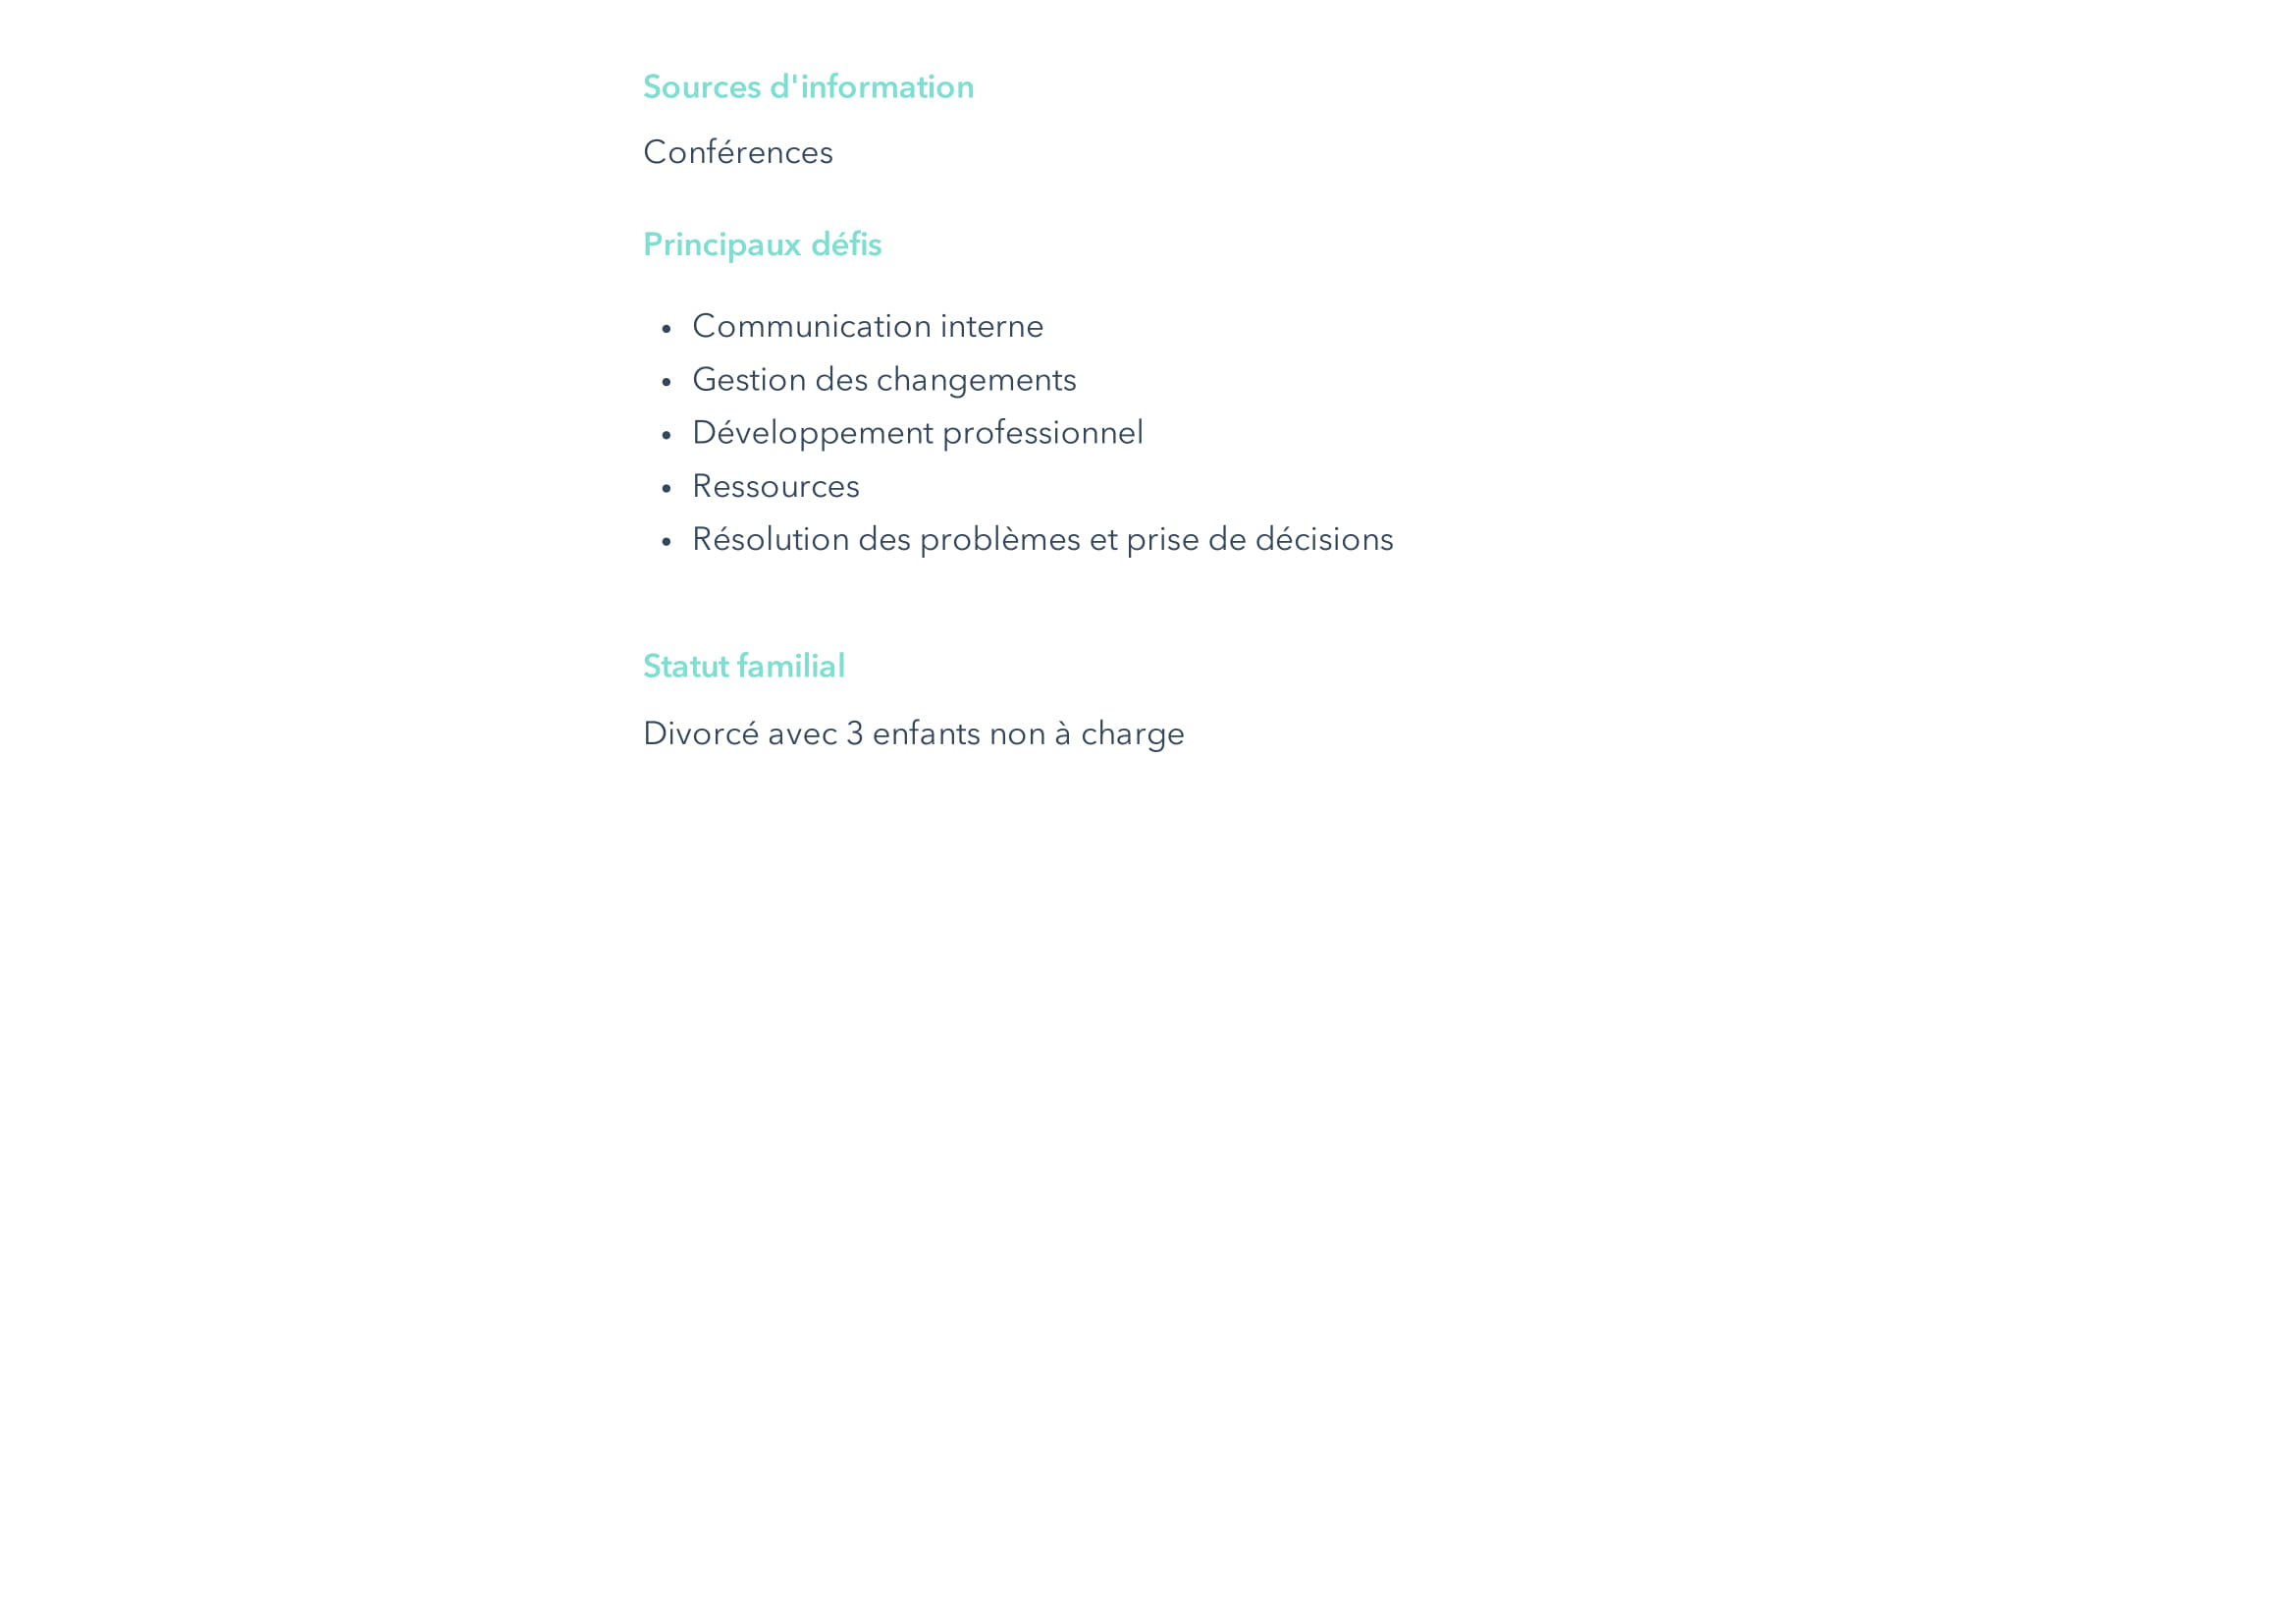 Sources d'information
Conférences
Principaux défis
• Communication interne
• Gestion des changements
• Développement professionnel
• Ressources
• Résolution des problèmes et prise de décisions
Statut familial
Divorcé avec 3 enfants non à charge